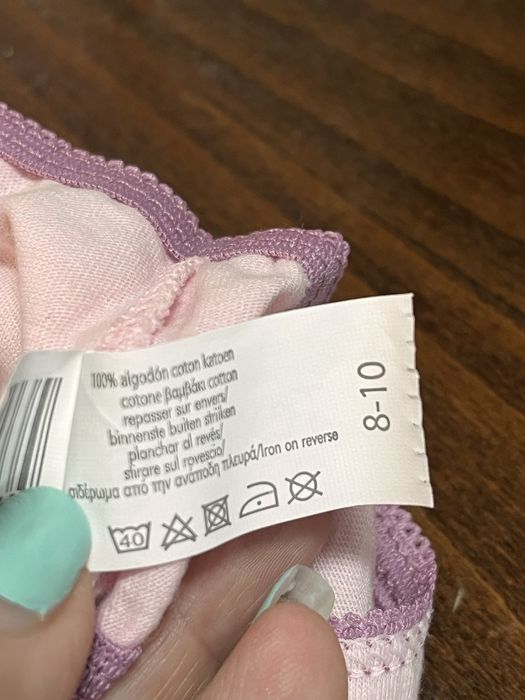 100% algodón coton katoen
cotone βαμβάκι cotton
repasser sur envers/
binnenste buiten strijken
planchar al revés/
stirare sul rovescio/
σιδέρωμα από την ανάποδη πλευρά/Iron on reverse
40
8-10